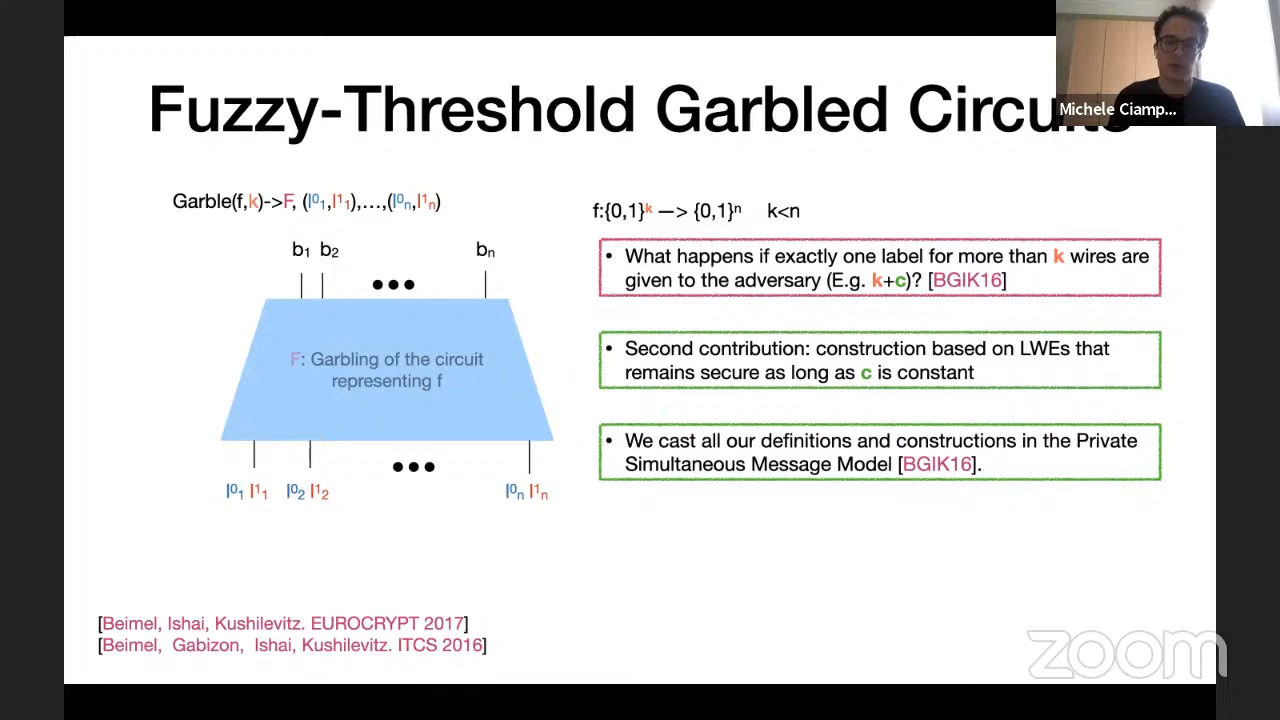 Fuzzy-Threshold Garbled Circuits
Michele Ciamp...
Garble(f,k)->F, (l⁰₁,l¹₁),…,(l⁰ₙ,l¹ₙ)
b₁ b₂ ●●● bₙ
F: Garbling of the circuit
representing f
●●●
l⁰₁ l¹₁ l⁰₂ l¹₂ l⁰ₙ l¹ₙ
f:{0,1}ᵏ —> {0,1}ⁿ k<n
• What happens if exactly one label for more than k wires are
given to the adversary (E.g. k+c)? [BGIK16]
• Second contribution: construction based on LWEs that
remains secure as long as c is constant
• We cast all our definitions and constructions in the Private
Simultaneous Message Model [BGIK16].
[Beimel, Ishai, Kushilevitz. EUROCRYPT 2017]
[Beimel, Gabizon, Ishai, Kushilevitz. ITCS 2016]
zoom